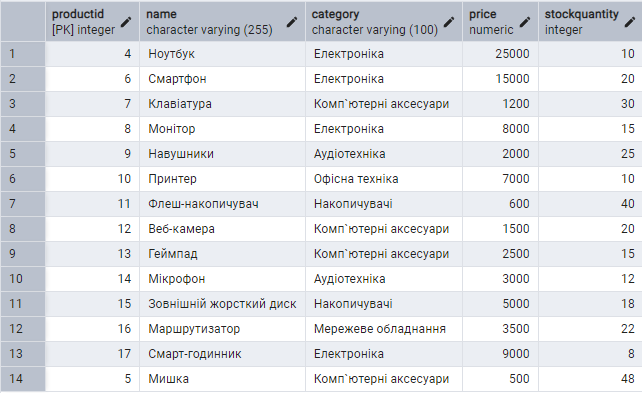 productid name category price stockquantity
[PK] integer character varying (255) character varying (100) numeric integer
1 4 Ноутбук Електроніка 25000 10
2 6 Смартфон Електроніка 15000 20
3 7 Клавіатура Комп`ютерні аксесуари 1200 30
4 8 Монітор Електроніка 8000 15
5 9 Навушники Аудіотехніка 2000 25
6 10 Принтер Офісна техніка 7000 10
7 11 Флеш-накопичувач Накопичувачі 600 40
8 12 Веб-камера Комп`ютерні аксесуари 1500 20
9 13 Геймпад Комп`ютерні аксесуари 2500 15
10 14 Мікрофон Аудіотехніка 3000 12
11 15 Зовнішній жорсткий диск Накопичувачі 5000 18
12 16 Маршрутизатор Мережеве обладнання 3500 22
13 17 Смарт-годинник Електроніка 9000 8
14 5 Мишка Комп`ютерні аксесуари 500 48